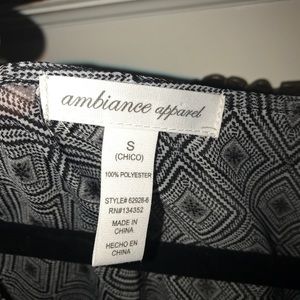 ambiance apparel
S
(CHICO)
100% POLYESTER
STYLE# 62928-6
RN#134352
MADE IN
CHINA
HECHO EN
CHINA